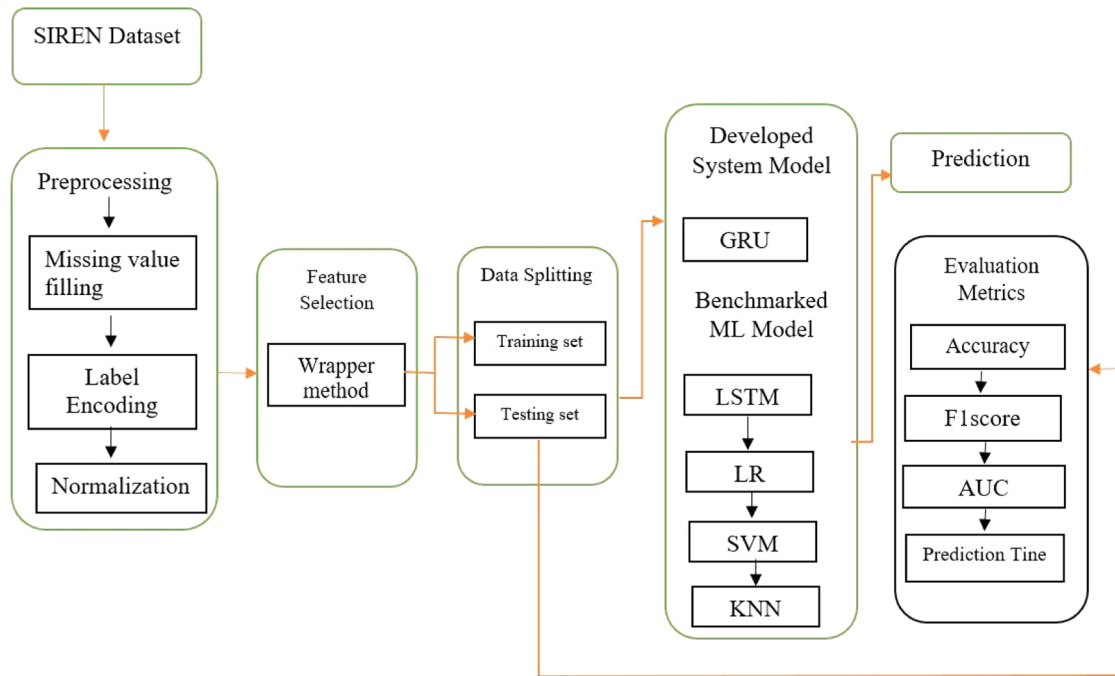 SIREN Dataset
Preprocessing
Missing value
filling
Label
Encoding
Normalization
Feature
Selection
Wrapper
method
Data Splitting
Training set
Testing set
Developed
System Model
GRU
Benchmarked
ML Model
LSTM
LR
SVM
KNN
Prediction
Evaluation
Metrics
Accuracy
F1score
AUC
Prediction Tine